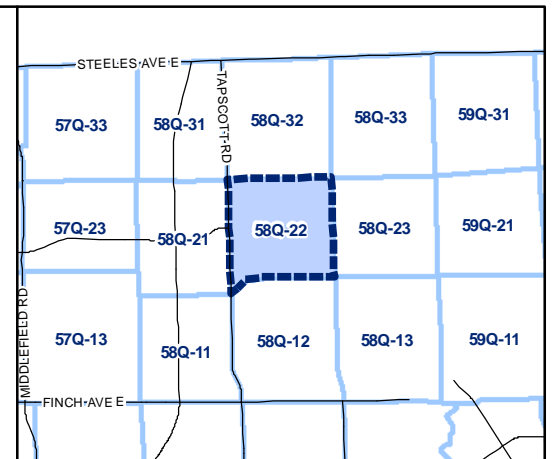 STEELES AVE E
TAPSCOTT RD
57Q-33
58Q-31
58Q-32
58Q-33
59Q-31
57Q-23
58Q-21
58Q-22
58Q-23
59Q-21
MIDDLEFIELD RD
57Q-13
58Q-11
58Q-12
58Q-13
59Q-11
FINCH AVE E